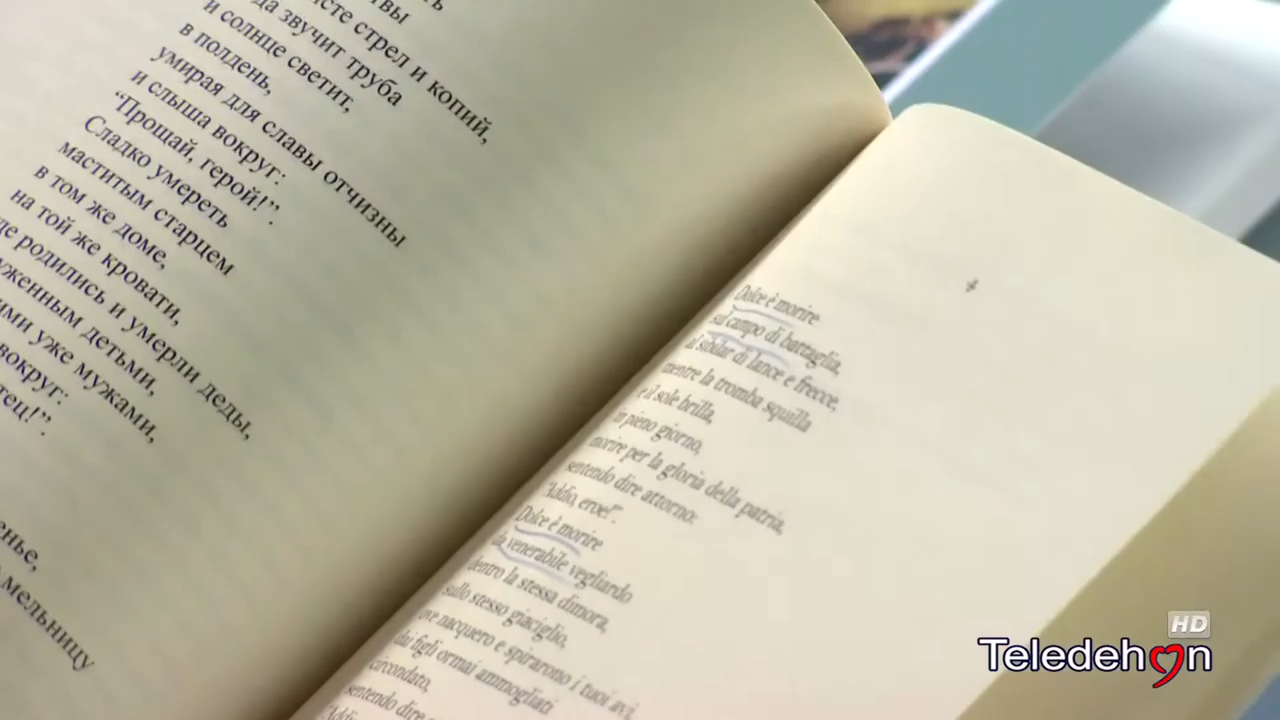 сте стрел и копий,
да звучит труба
и солнце светит,
в полдень,
умирая для славы отчизны
и слыша вокруг:
“Прощай, герой!”.
Сладко умереть
маститым старцем
в том же доме,
на той же кровати,
родились и умерли деды,
детьми,
уже мужами,
вокруг:
мельницу
Dolce è morire
sul campo di battaglia,
al sibilar di lance e frecce,
mentre la tromba squilla
e il sole brilla,
in pieno giorno,
morire per la gloria della patria,
sentendo dire attorno:
“Addio, eroe!”.
Dolce è morire
da venerabile vegliardo
dentro la stessa dimora,
sullo stesso giaciglio,
ove nacquero e spirarono i tuoi avi,
dai figli ormai ammogliati
circondato,
sentendo dire
“Addio
HD
Teledehon